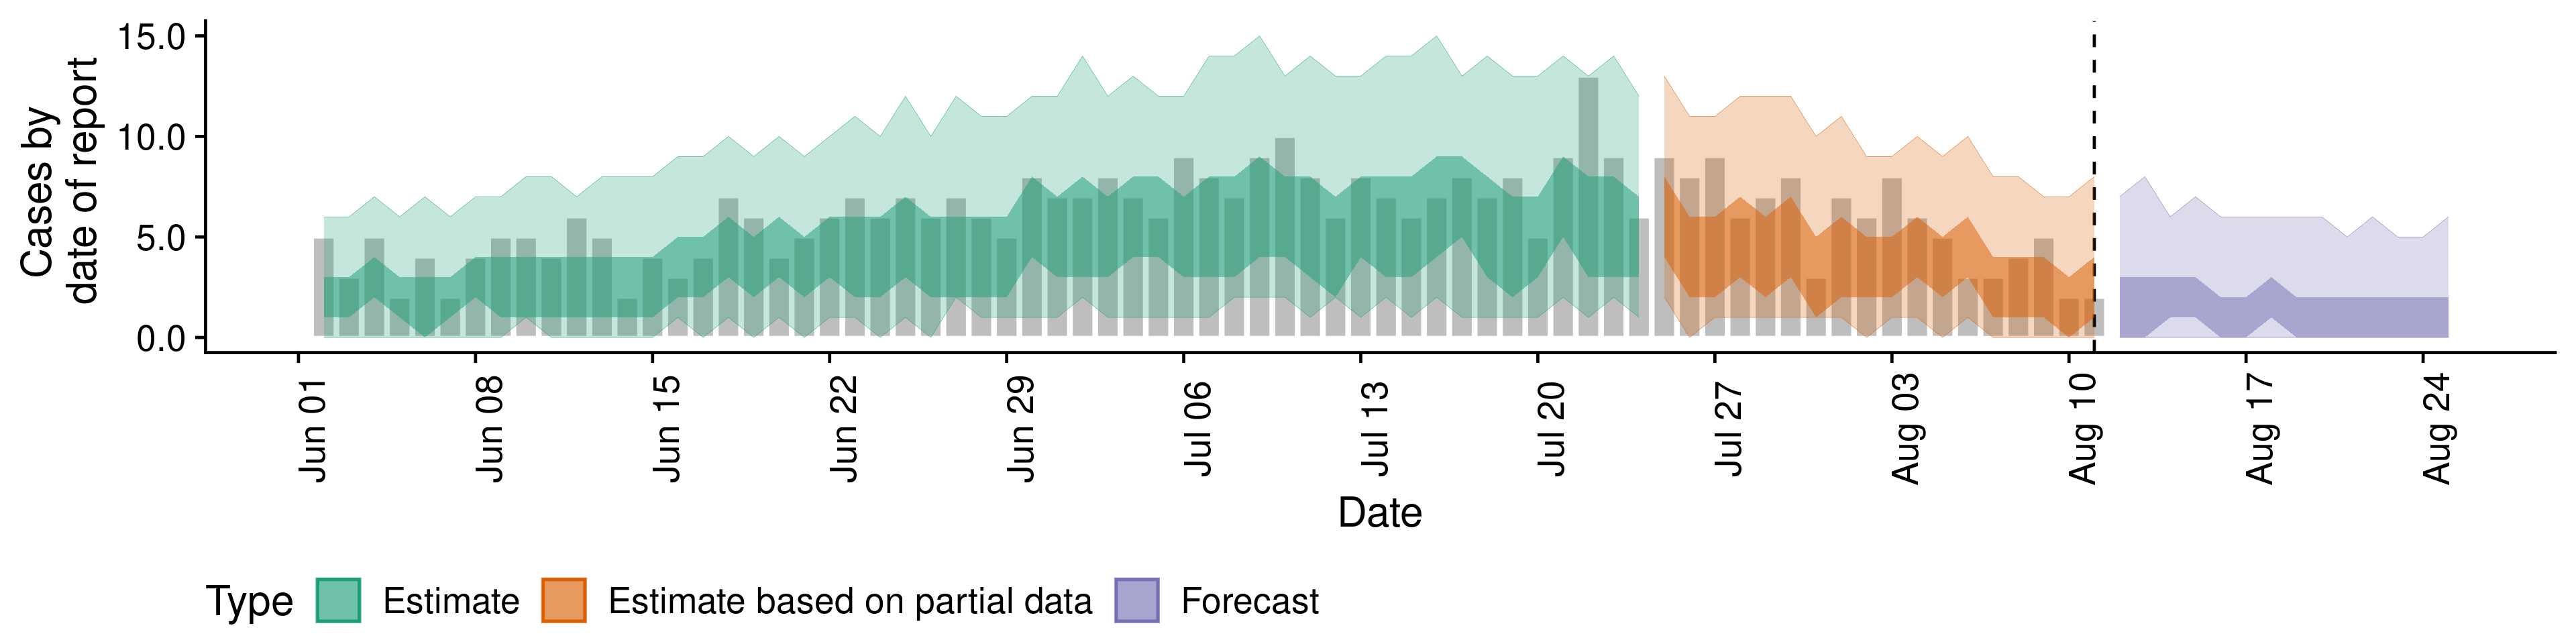 Cases by
date of report
15.0
10.0
5.0
0.0
Jun 01
Jun 08
Jun 15
Jun 22
Jun 29
Jul 06
Jul 13
Jul 20
Jul 27
Aug 03
Aug 10
Aug 17
Aug 24
Date
Type Estimate Estimate based on partial data Forecast